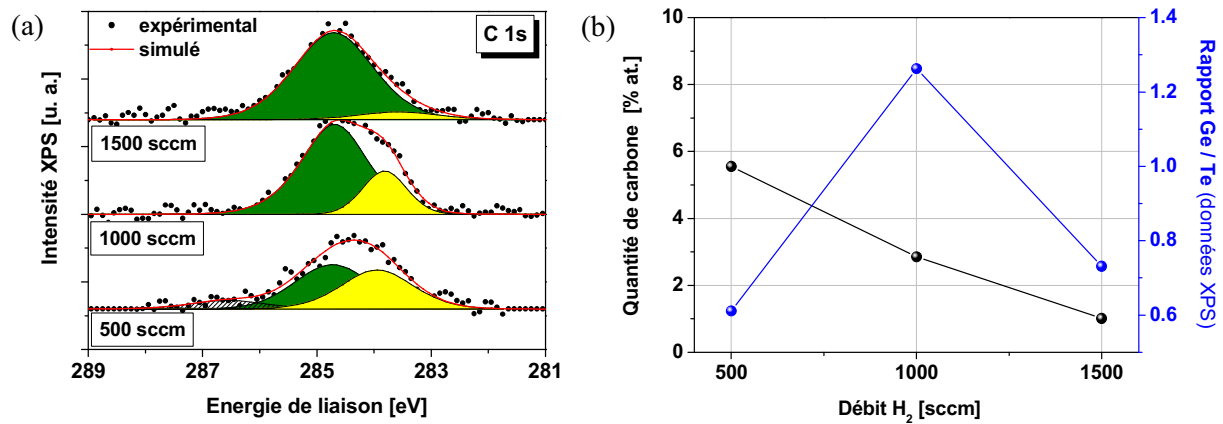 (a)
expérimental
simulé
C 1s
Intensité XPS [u. a.]
1500 sccm
1000 sccm
500 sccm
289 287 285 283 281
Energie de liaison [eV]
(b)
Quantité de carbone [% at.]
10
8
6
4
2
0
1.4
1.2
1.0
0.8
0.6
Rapport Ge / Te (données XPS)
500 1000 1500
Débit H₂ [sccm]